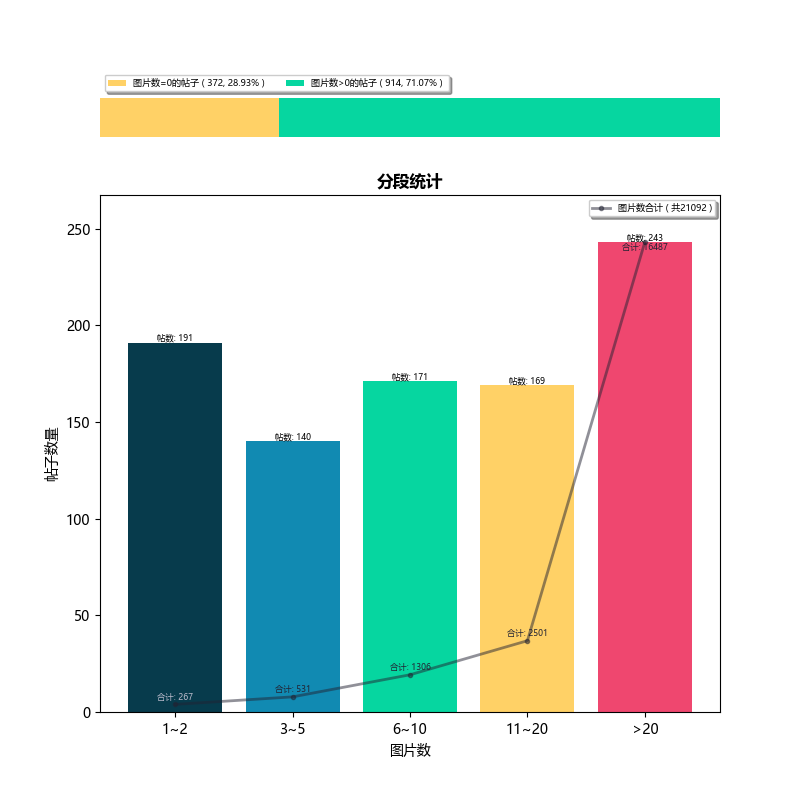 图片数=0的帖子 ( 372, 28.93% ) 图片数>0的帖子 ( 914, 71.07% )
分段统计
图片数合计 ( 共21092 )
250
200
150
100
50
0
帖子数量
帖数: 191
帖数: 140
帖数: 171
帖数: 169
帖数: 243
合计: 16487
合计: 267
合计: 531
合计: 1306
合计: 2501
1~2 3~5 6~10 11~20 >20
图片数